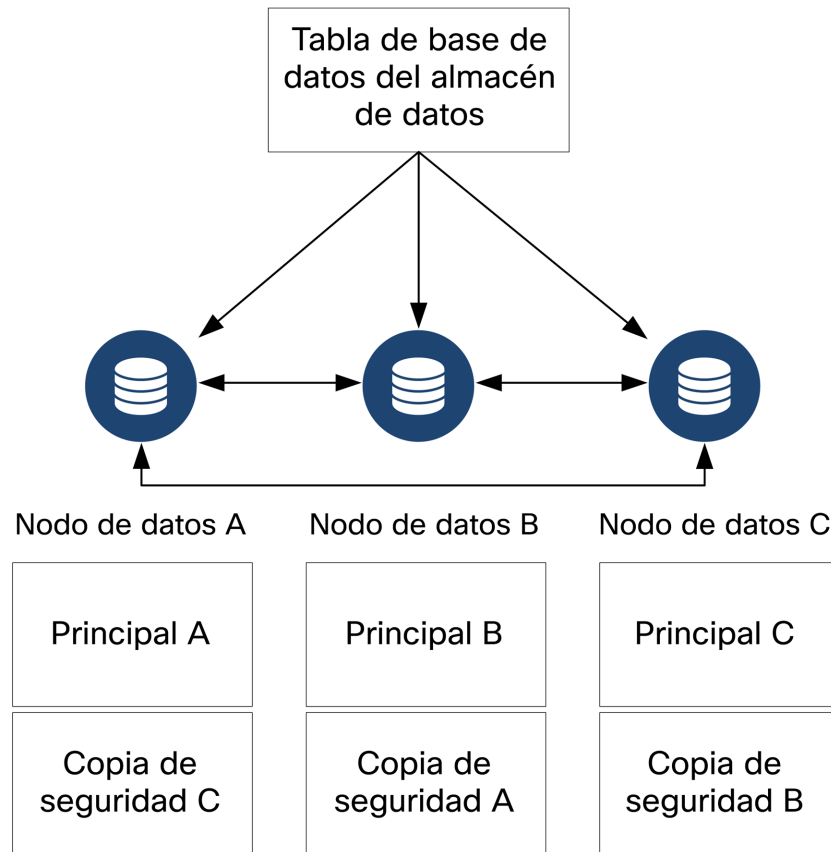 Tabla de base de
datos del almacén
de datos
Nodo de datos A
Nodo de datos B
Nodo de datos C
Principal A
Principal B
Principal C
Copia de
seguridad C
Copia de
seguridad A
Copia de
seguridad B